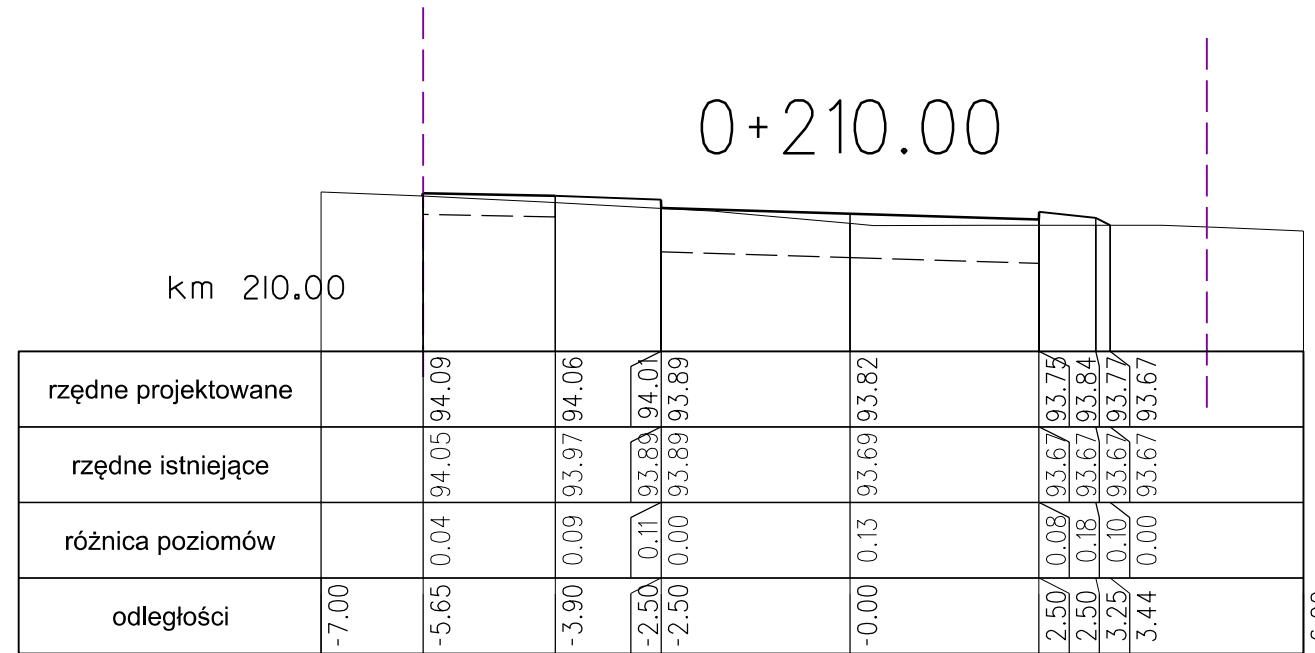 0+210.00
km 210.00
rzędne projektowane 94.09 94.06 94.01 93.89 93.82 93.75 93.84 93.77 93.67
rzędne istniejące 94.05 93.97 93.89 93.89 93.69 93.67 93.67 93.67 93.67
różnica poziomów 0.04 0.09 0.11 0.00 0.13 0.08 0.18 0.10 0.00
odległości -7.00 -5.65 -3.90 -2.50 -2.50 -0.00 2.50 2.50 3.25 3.44